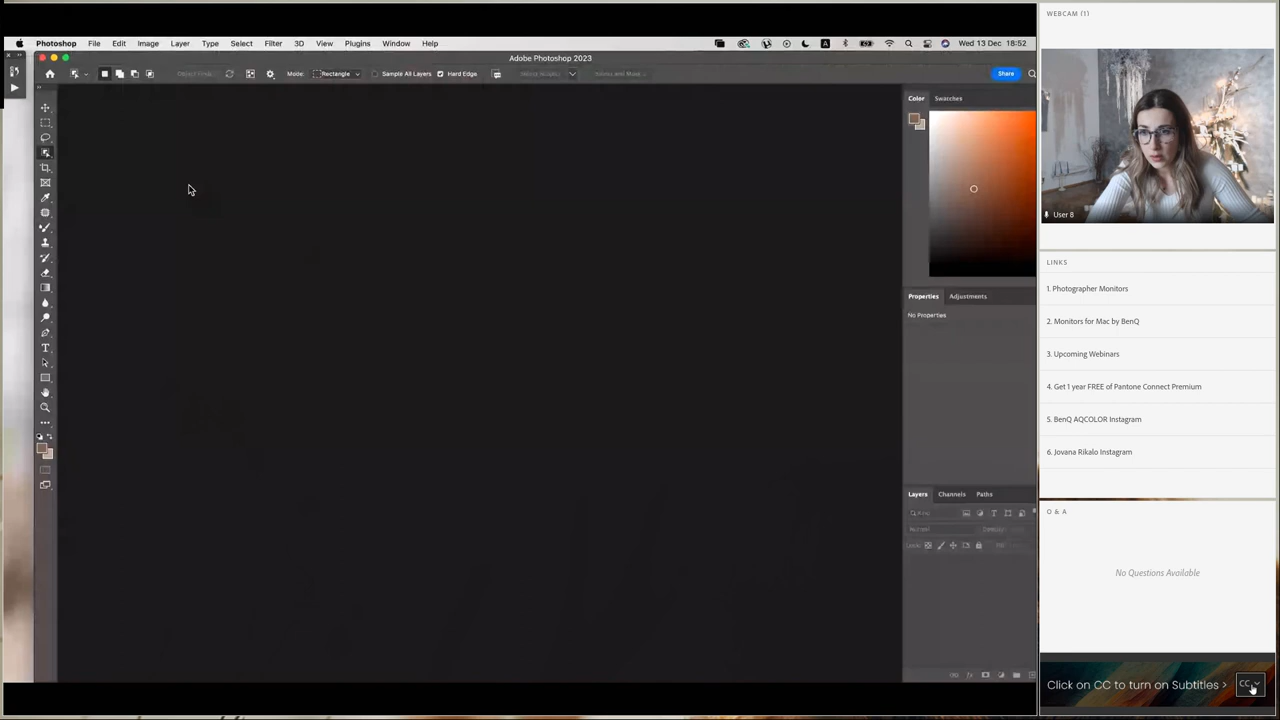 WEBCAM (1)
Photoshop File Edit Image Layer Type Select Filter 3D View Plugins Window Help
A Wed 13 Dec 18:52
Adobe Photoshop 2023
Mode: Rectangle Sample All Layers Hard Edge
Share
Color Swatches
User 8
LINKS
1. Photographer Monitors
Properties Adjustments
No Properties
2. Monitors for Mac by BenQ
3. Upcoming Webinars
4. Get 1 year FREE of Pantone Connect Premium
5. BenQ AQCOLOR Instagram
6. Jovana Rikalo Instagram
Layers Channels Paths
Normal
Lock:
Q & A
No Questions Available
Click on CC to turn on Subtitles > CC